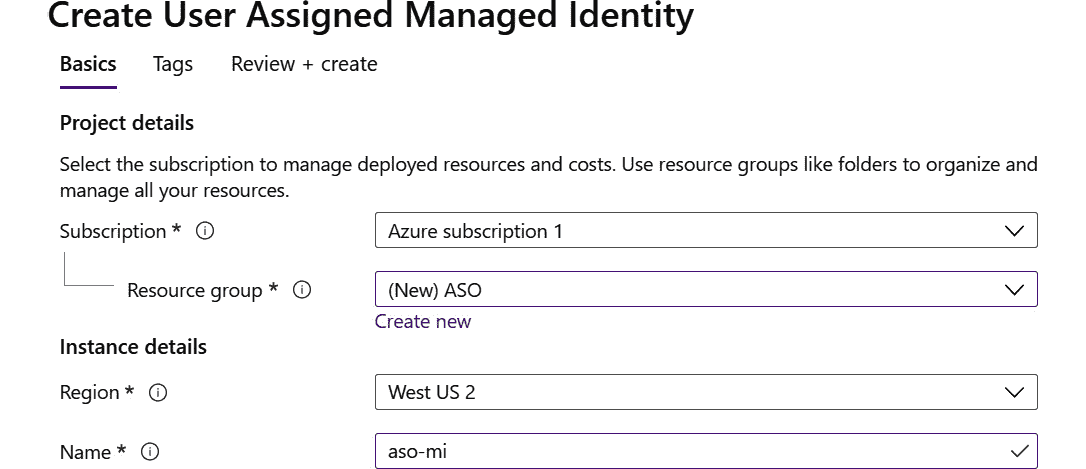 Create User Assigned Managed Identity
Basics Tags Review + create
Project details
Select the subscription to manage deployed resources and costs. Use resource groups like folders to organize and
manage all your resources.
Subscription * Azure subscription 1
Resource group * (New) ASO
Create new
Instance details
Region * West US 2
Name * aso-mi